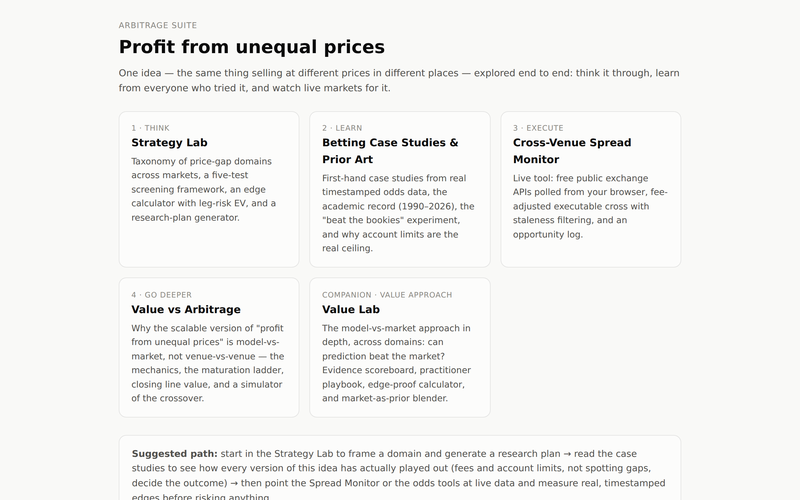 ARBITRAGE SUITE
Profit from unequal prices
One idea — the same thing selling at different prices in different places — explored end to end: think it through, learn
from everyone who tried it, and watch live markets for it.
1 · THINK
Strategy Lab
Taxonomy of price-gap domains
across markets, a five-test
screening framework, an edge
calculator with leg-risk EV, and a
research-plan generator.
2 · LEARN
Betting Case Studies &
Prior Art
First-hand case studies from real
timestamped odds data, the
academic record (1990–2026), the
"beat the bookies" experiment,
and why account limits are the
real ceiling.
3 · EXECUTE
Cross-Venue Spread
Monitor
Live tool: free public exchange
APIs polled from your browser, fee-
adjusted executable cross with
staleness filtering, and an
opportunity log.
4 · GO DEEPER
Value vs Arbitrage
Why the scalable version of "profit
from unequal prices" is model-vs-
market, not venue-vs-venue — the
mechanics, the maturation ladder,
closing line value, and a simulator
of the crossover.
COMPANION · VALUE APPROACH
Value Lab
The model-vs-market approach in
depth, across domains: can
prediction beat the market?
Evidence scoreboard, practitioner
playbook, edge-proof calculator,
and market-as-prior blender.
Suggested path: start in the Strategy Lab to frame a domain and generate a research plan → read the case
studies to see how every version of this idea has actually played out (fees and account limits, not spotting gaps,
decide the outcome) → then point the Spread Monitor or the odds tools at live data and measure real, timestamped
edges before risking anything.